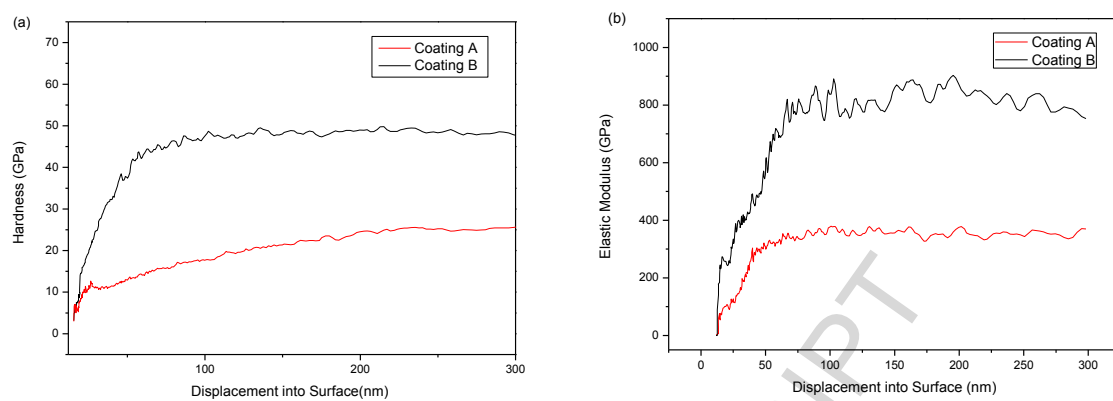 (a)
70
60
50
40
30
20
10
0
Hardness (GPa)
100
200
300
Displacement into Surface(nm)
Coating A
Coating B
(b)
1000
800
600
400
200
0
Elastic Modulus (GPa)
0
50
100
150
200
250
300
Displacement into Surface (nm)
Coating A
Coating B
IPT